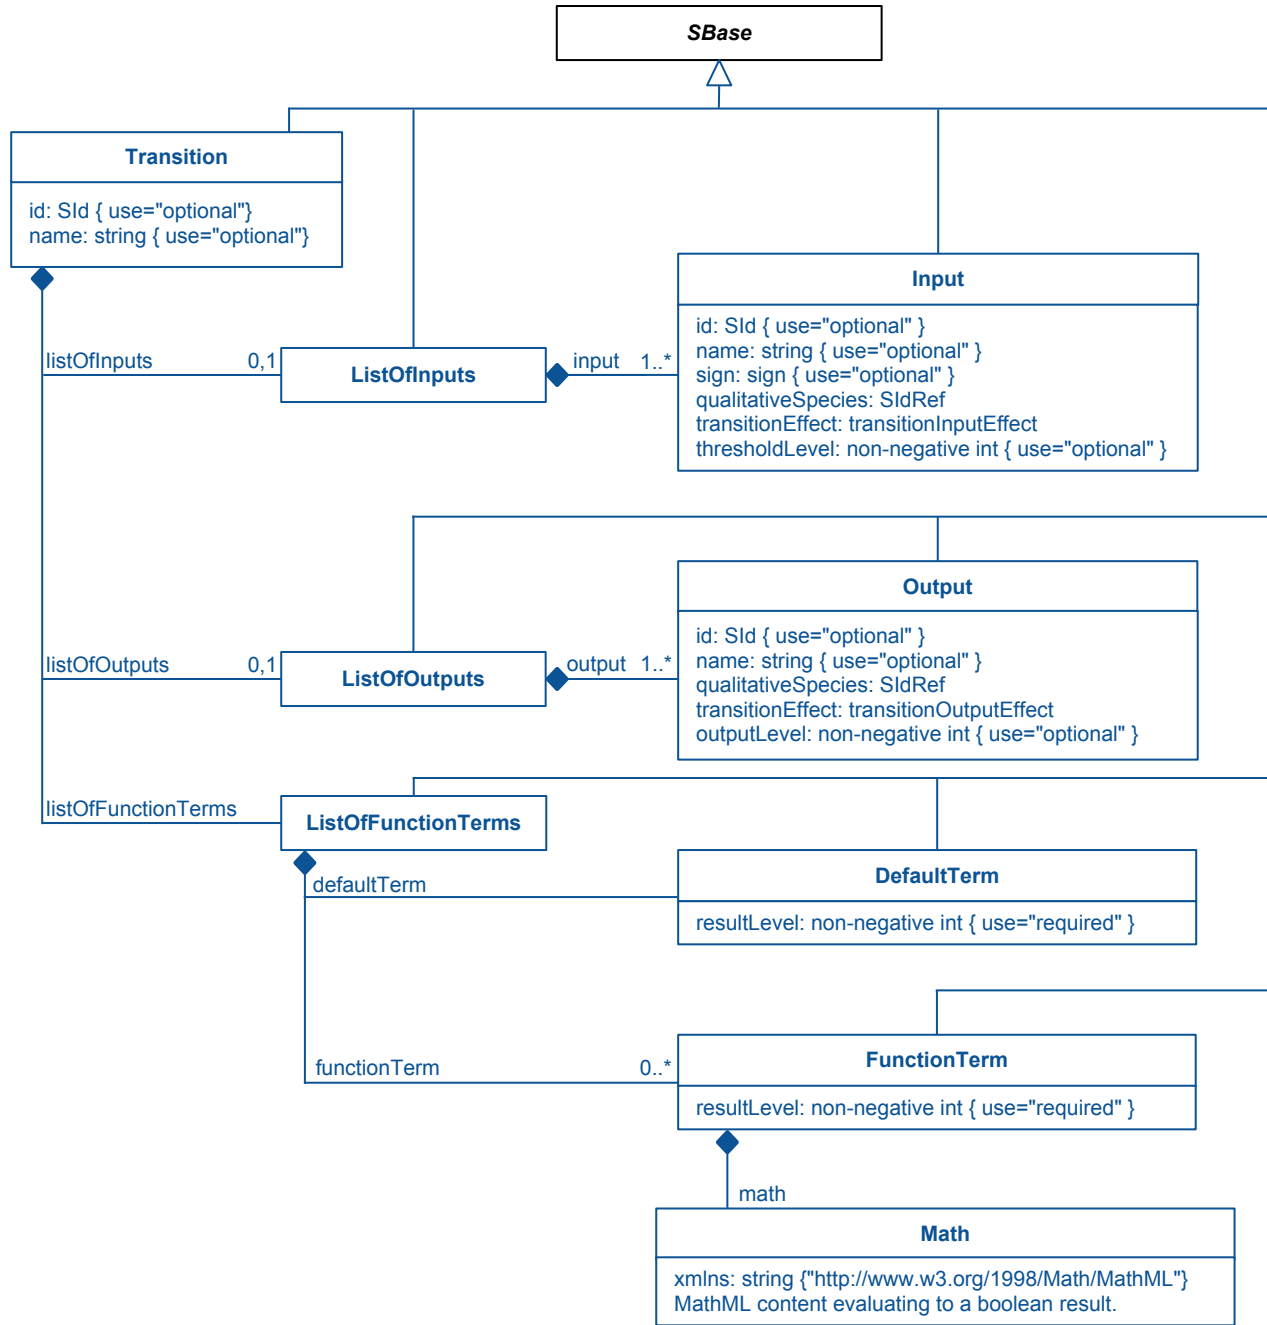 SBase
Transition
id: SId { use="optional"}
name: string { use="optional"}
Input
id: SId { use="optional" }
name: string { use="optional" }
sign: sign { use="optional" }
qualitativeSpecies: SIdRef
transitionEffect: transitionInputEffect
thresholdLevel: non-negative int { use="optional" }
listOfInputs 0,1
ListOfInputs
input 1..*
Output
id: SId { use="optional" }
name: string { use="optional" }
qualitativeSpecies: SIdRef
transitionEffect: transitionOutputEffect
outputLevel: non-negative int { use="optional" }
listOfOutputs 0,1
ListOfOutputs
output 1..*
listOfFunctionTerms
ListOfFunctionTerms
defaultTerm
DefaultTerm
resultLevel: non-negative int { use="required" }
functionTerm 0..*
FunctionTerm
resultLevel: non-negative int { use="required" }
math
Math
xmlns: string {"http://www.w3.org/1998/Math/MathML"}
MathML content evaluating to a boolean result.